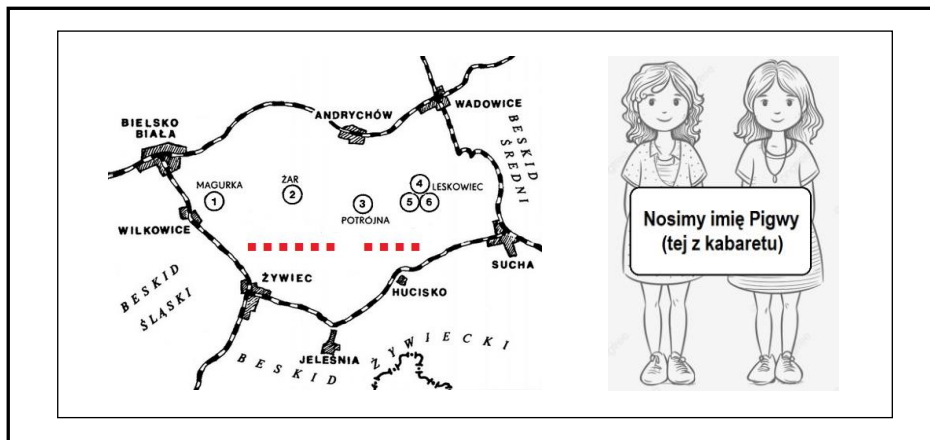 BIELSKO
BIAŁA
ANDRYCHÓW
WADOWICE
BESKID
ŚREDNI
MAGURKA
1
ŻAR
2
3
POTRÓJNA
4
LESKOWIEC
5 6
WILKOWICE
SUCHA
ŻYWIEC
HUCISKO
BESKID
ŚLĄSKI
JELEŚNIA
BESKID ŻYWIECKI
Nosimy imię Pigwy
(tej z kabaretu)